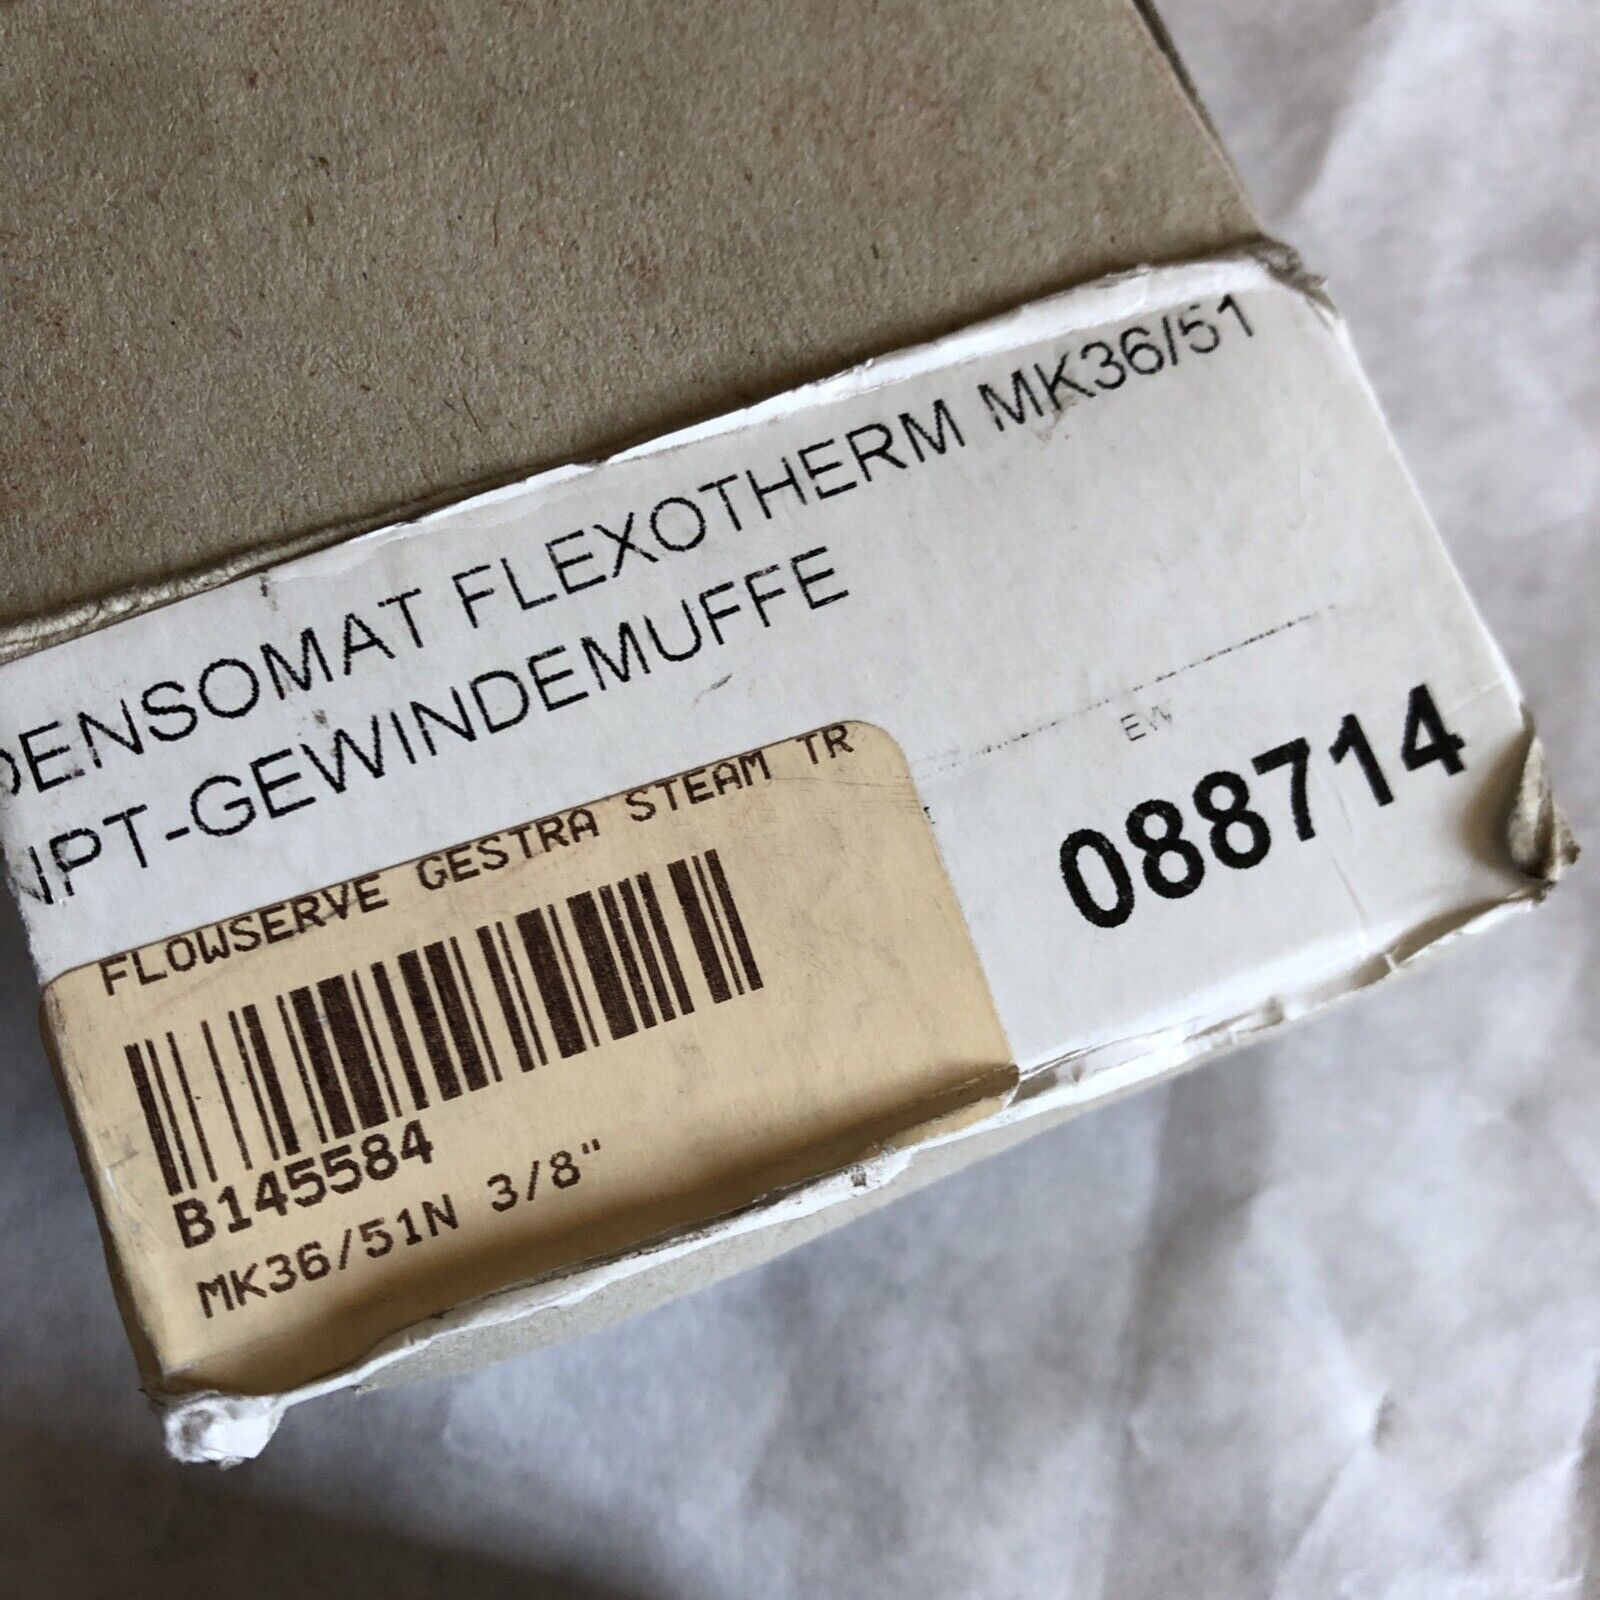 DENSOMAT FLEXOTHERM MK36/51
NPT-GEWINDEMUFFE
EW
088714
FLOWSERVE GESTRA STEAM TR
B145584
MK36/51N 3/8"